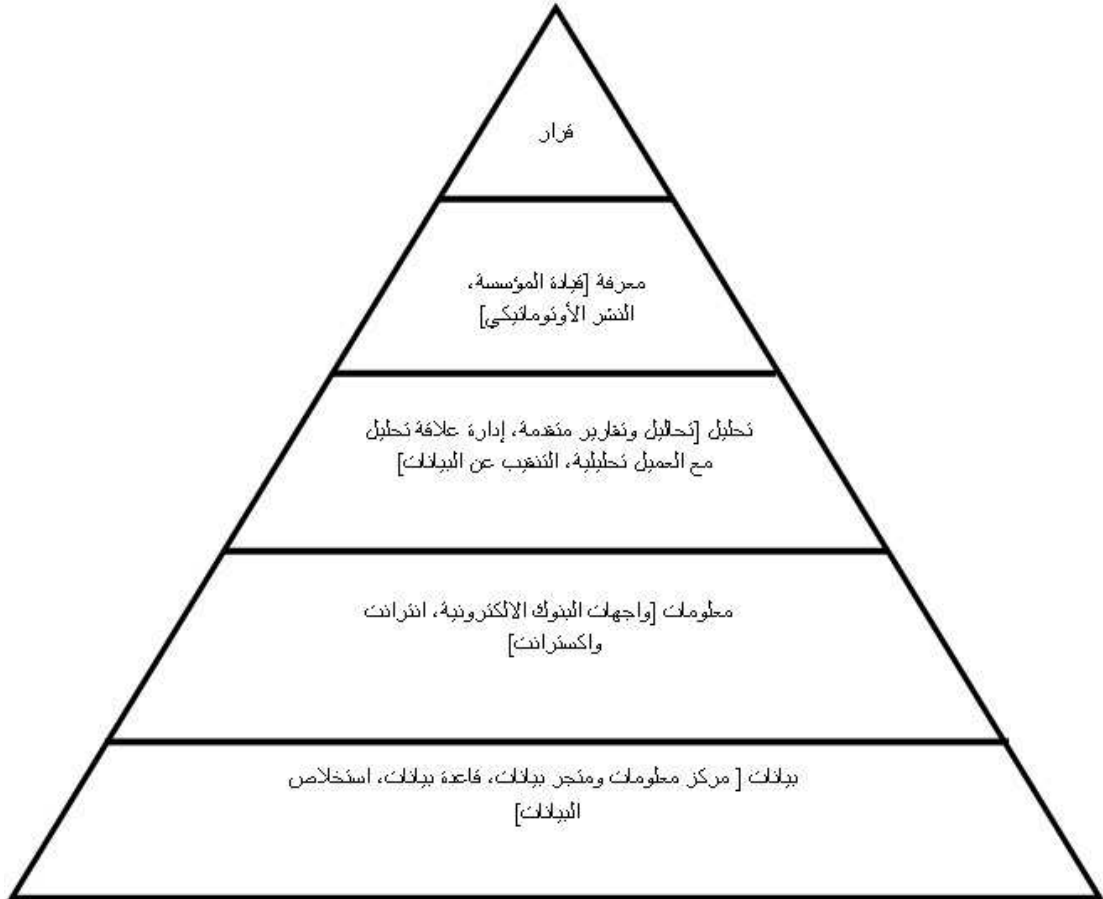 قرار
معرفة [قيادة المؤسسة،
النشر الأوتوماتيكي]
تحليل [تحاليل وتقارير متقدمة، إدارة علاقة تحليل
مع العميل تحليلية، التنقيب عن البيانات]
معلومات [واجهات البنوك الالكترونية، انترانت
واكسترانت]
بيانات [ مركز معلومات ومتجر بيانات، قاعدة بيانات، استخلاص
البيانات]